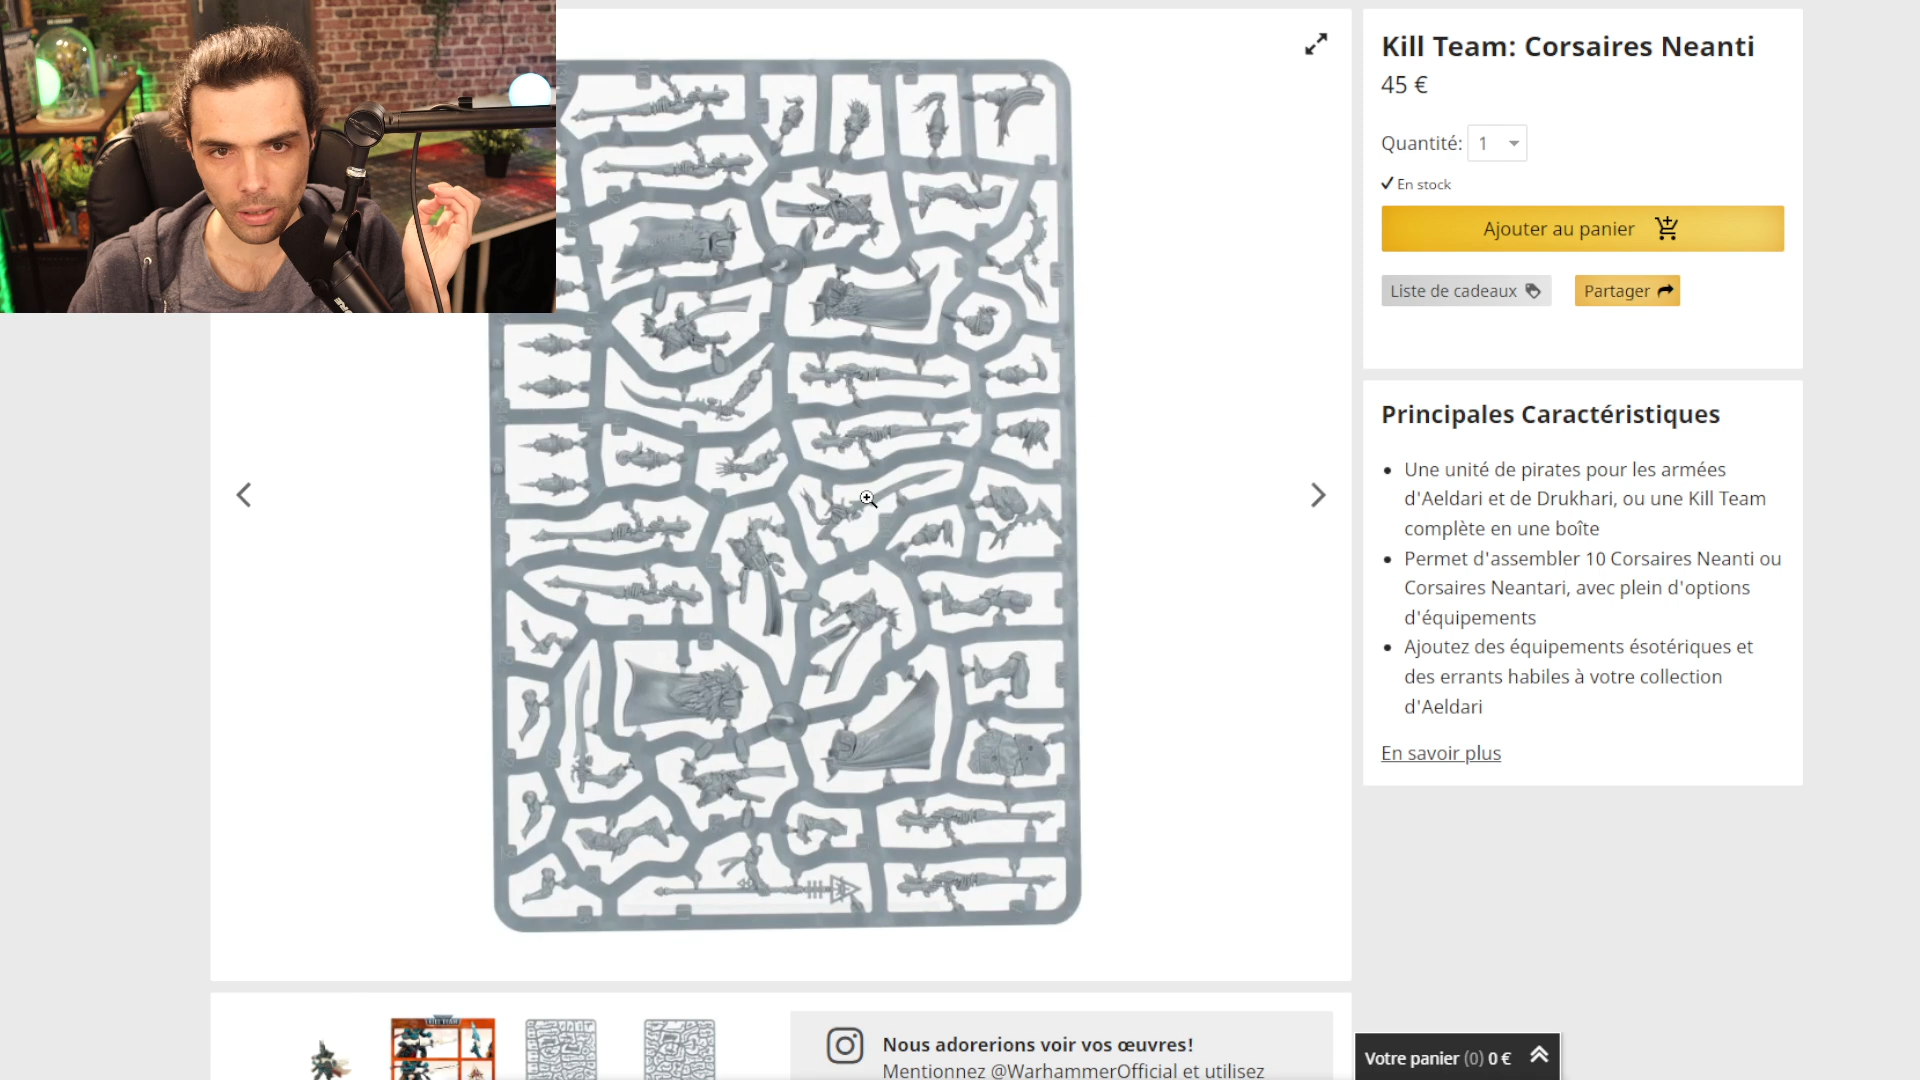 Kill Team: Corsaires Neanti
45 €
Quantité: 1
En stock
Ajouter au panier
Liste de cadeaux
Partager
Principales Caractéristiques
Une unité de pirates pour les armées
d'Aeldari et de Drukhari, ou une Kill Team
complète en une boîte
Permet d'assembler 10 Corsaires Neanti ou
Corsaires Neantari, avec plein d'options
d'équipements
Ajoutez des équipements ésotériques et
des errants habiles à votre collection
d'Aeldari
En savoir plus
Nous adorerions voir vos œuvres!
Mentionnez @WarhammerOfficial et utilisez
Votre panier (0) 0 €